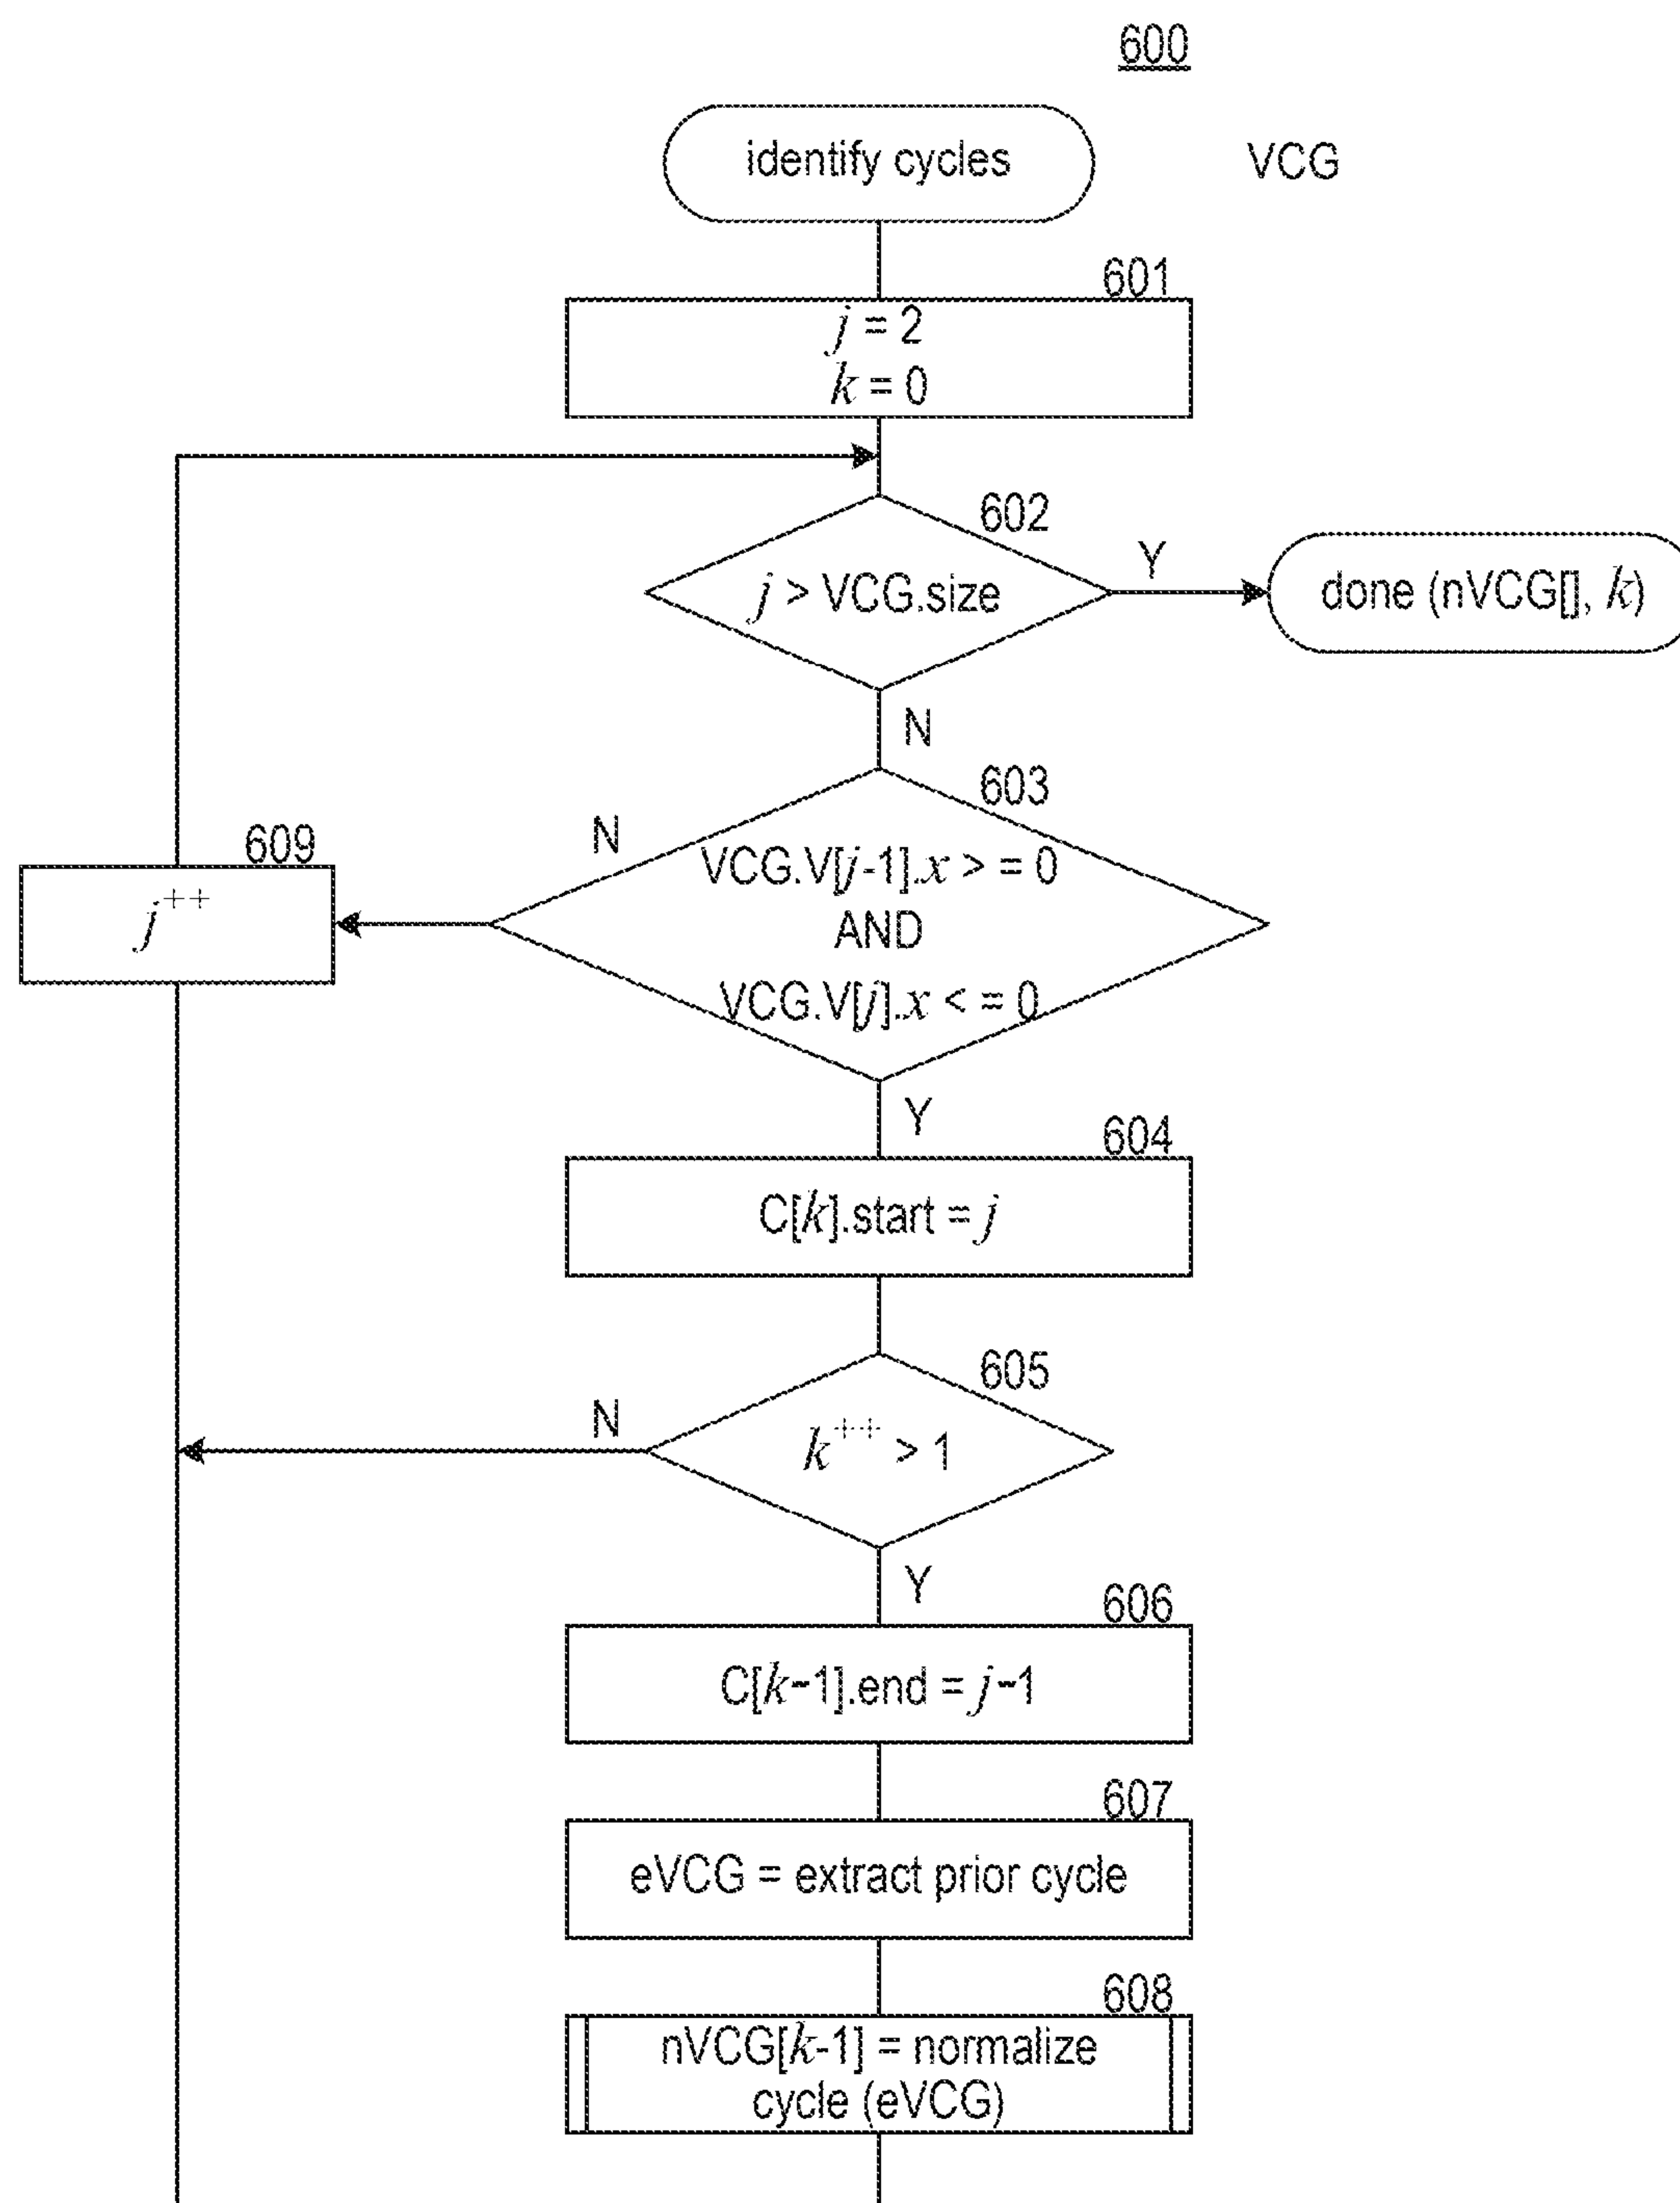 600
identify cycles
VCG
601
j = 2
k = 0
602
j > VCG.size
Y
done (nVCG[], k)
N
603
N
VCG.V[j-1].x > = 0
AND
VCG.V[j].x < = 0
609
j++
Y
604
C[k].start = j
605
N
k++ > 1
Y
606
C[k-1].end = j-1
607
eVCG = extract prior cycle
608
nVCG[k-1] = normalize
cycle (eVCG)